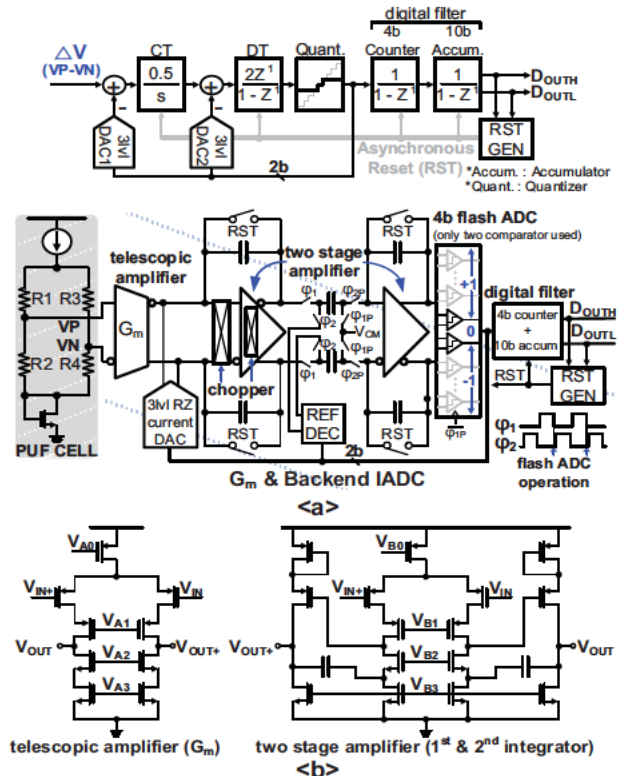 digital filter
4b 10b
CT DT Quant. Counter Accum.
ΔV
(VP-VN)
0.5
s
2Z¹
1 - Z¹
1
1 - Z¹
1
1 - Z¹
DOUTH
DOUTL
3lvl
DAC1
3lvl
DAC2
2b
Asynchronous
Reset (RST)
RST
GEN
*Accum. : Accumulator
*Quant. : Quantizer
telescopic
amplifier
RST
two stage
amplifier
RST
4b flash ADC
(only two comparator used)
digital filter
R1
R3
VP
VN
R2
R4
Gm
φ1
φ2P
φ2
φ1P
VCM
φ2
φ1P
φ1
φ2P
+1
0
-1
4b counter
+
10b accum
DOUTH
DOUTL
RST
RST
GEN
chopper
3lvl RZ
current
DAC
RST
REF
DEC
RST
φ1P
2b
PUF CELL
φ1
φ2
flash ADC
operation
Gm & Backend IADC
<a>
VA0
VIN+
VIN
VA1
VOUT
VA2
VOUT+
VA3
VB0
VIN+
VIN
VB1
VOUT+
VB2
VOUT
VB3
telescopic amplifier (Gm)
two stage amplifier (1st & 2nd integrator)
<b>